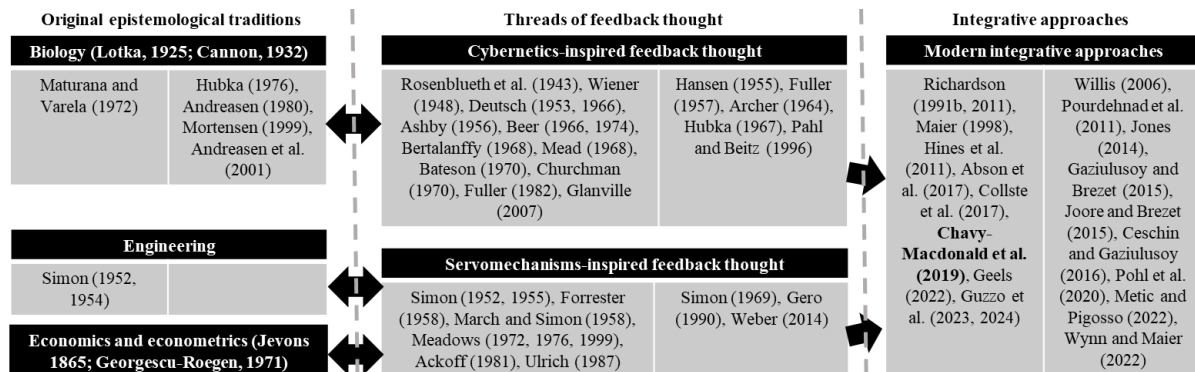 Original epistemological traditions
Biology (Lotka, 1925; Cannon, 1932)
Maturana and
Varela (1972)
Hubka (1976),
Andreasen (1980),
Mortensen (1999),
Andreasen et al.
(2001)
Engineering
Simon (1952,
1954)
Economics and econometrics (Jevons
1865; Georgescu-Roegen, 1971)
Threads of feedback thought
Cybernetics-inspired feedback thought
Rosenblueth et al. (1943), Wiener
(1948), Deutsch (1953, 1966),
Ashby (1956), Beer (1966, 1974),
Bertalanffy (1968), Mead (1968),
Bateson (1970), Churchman
(1970), Fuller (1982), Glanville
(2007)
Hansen (1955), Fuller
(1957), Archer (1964),
Hubka (1967), Pahl
and Beitz (1996)
Servomechanisms-inspired feedback thought
Simon (1952, 1955), Forrester
(1958), March and Simon (1958),
Meadows (1972, 1976, 1999),
Ackoff (1981), Ulrich (1987)
Simon (1969), Gero
(1990), Weber (2014)
Integrative approaches
Modern integrative approaches
Richardson
(1991b, 2011),
Maier (1998),
Hines et al.
(2011), Abson et
al. (2017), Collste
et al. (2017),
Chavy-
Macdonald et al.
(2019), Geels
(2022), Guzzo et
al. (2023, 2024)
Willis (2006),
Pourdehnad et al.
(2011), Jones
(2014),
Gaziulusoy and
Brezet (2015),
Joore and Brezet
(2015), Ceschin
and Gaziulusoy
(2016), Pohl et al.
(2020), Metic and
Pigosso (2022),
Wynn and Maier
(2022)